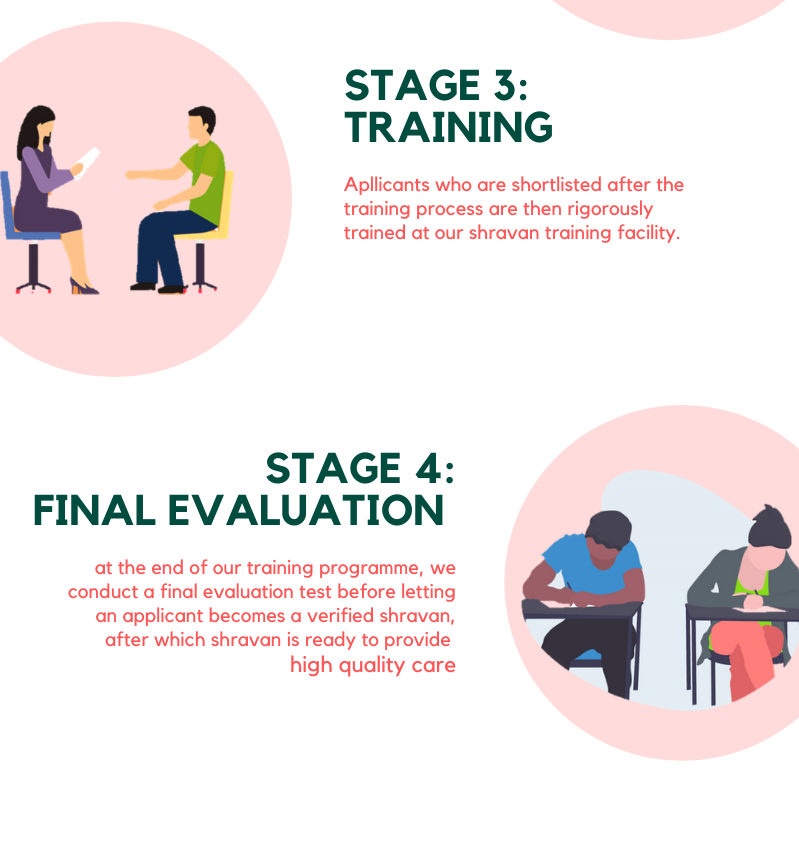 STAGE 3:
TRAINING
Apllicants who are shortlisted after the
training process are then rigorously
trained at our shravan training facility.
STAGE 4:
FINAL EVALUATION
at the end of our training programme, we
conduct a final evaluation test before letting
an applicant becomes a verified shravan,
after which shravan is ready to provide
high quality care